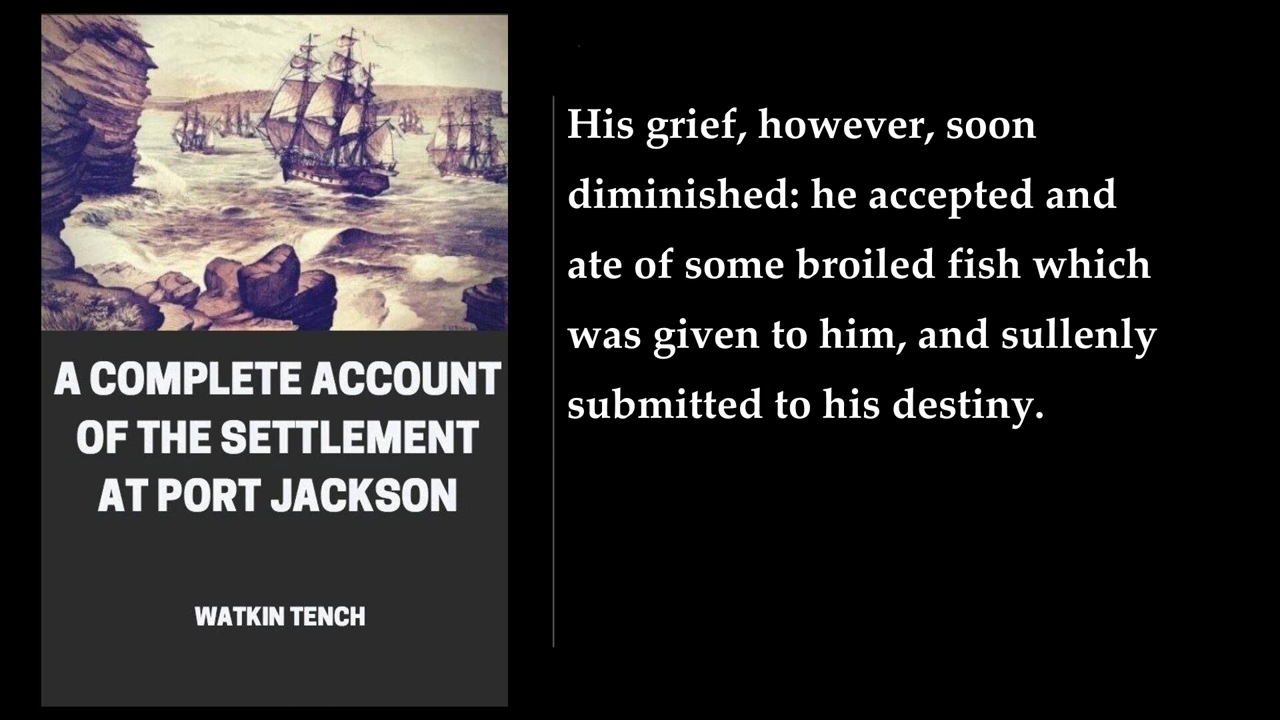 A COMPLETE ACCOUNT
OF THE SETTLEMENT
AT PORT JACKSON
WATKIN TENCH
His grief, however, soon
diminished: he accepted and
ate of some broiled fish which
was given to him, and sullenly
submitted to his destiny.